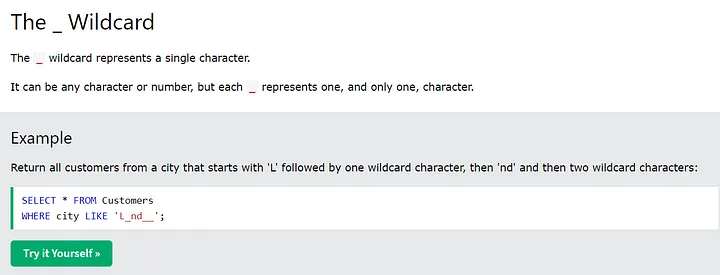 The _ Wildcard
The _ wildcard represents a single character.
It can be any character or number, but each _ represents one, and only one, character.
Example
Return all customers from a city that starts with 'L' followed by one wildcard character, then 'nd' and then two wildcard characters:
SELECT * FROM Customers
WHERE city LIKE 'L_nd__';
Try it Yourself »